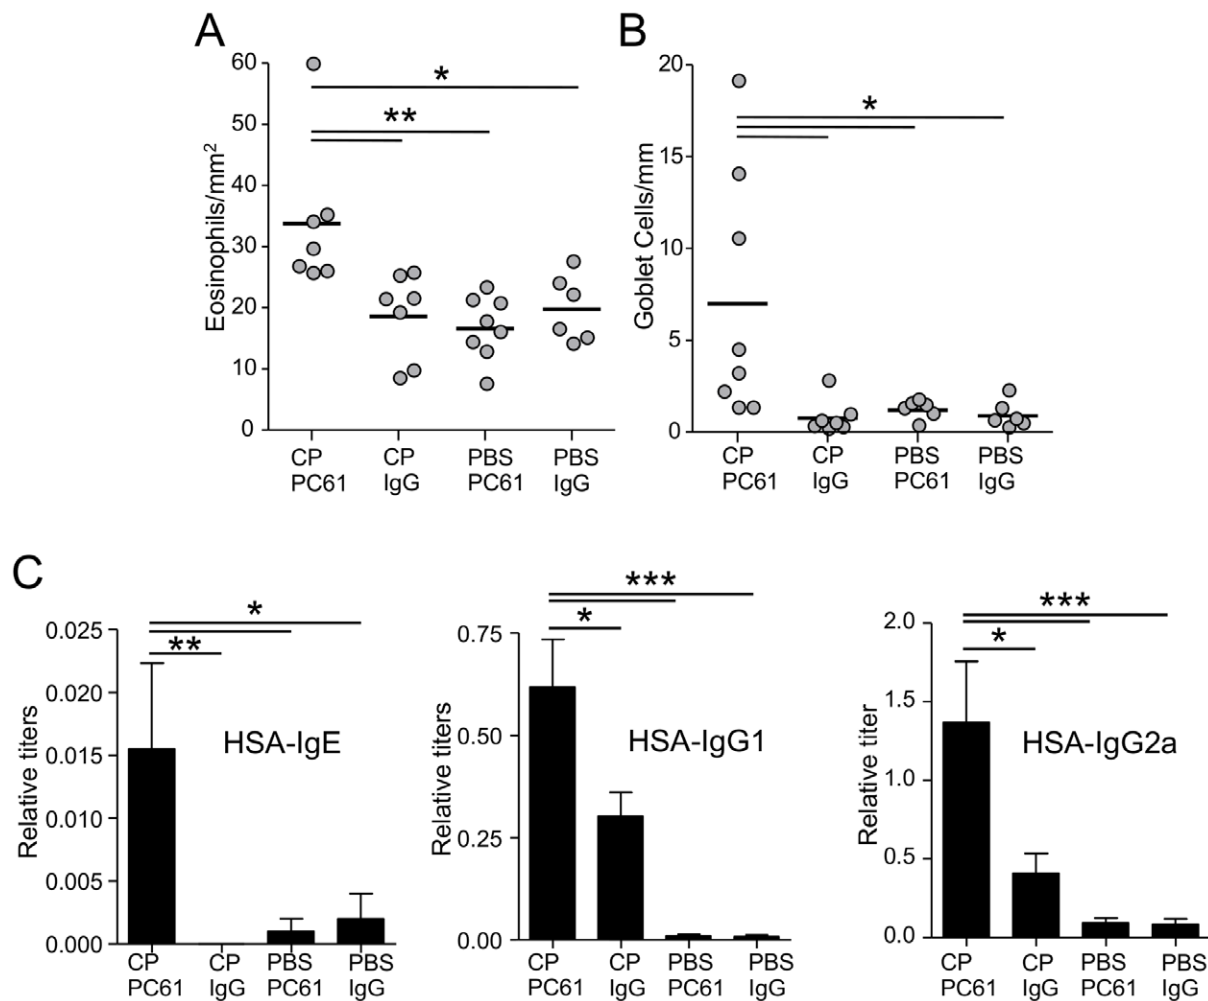 A
Eosinophils/mm²
60
50
40
30
20
10
0
*
**
CP PC61
CP IgG
PBS PC61
PBS IgG
B
Goblet Cells/mm
20
15
10
5
0
*
CP PC61
CP IgG
PBS PC61
PBS IgG
C
Relative titers
0.025
0.020
0.015
0.010
0.005
0.000
*
**
HSA-IgE
CP PC61
CP IgG
PBS PC61
PBS IgG
Relative titers
0.75
0.50
0.25
0.00
***
*
HSA-IgG1
CP PC61
CP IgG
PBS PC61
PBS IgG
Relative titer
2.0
1.5
1.0
0.5
0.0
***
*
HSA-IgG2a
CP PC61
CP IgG
PBS PC61
PBS IgG